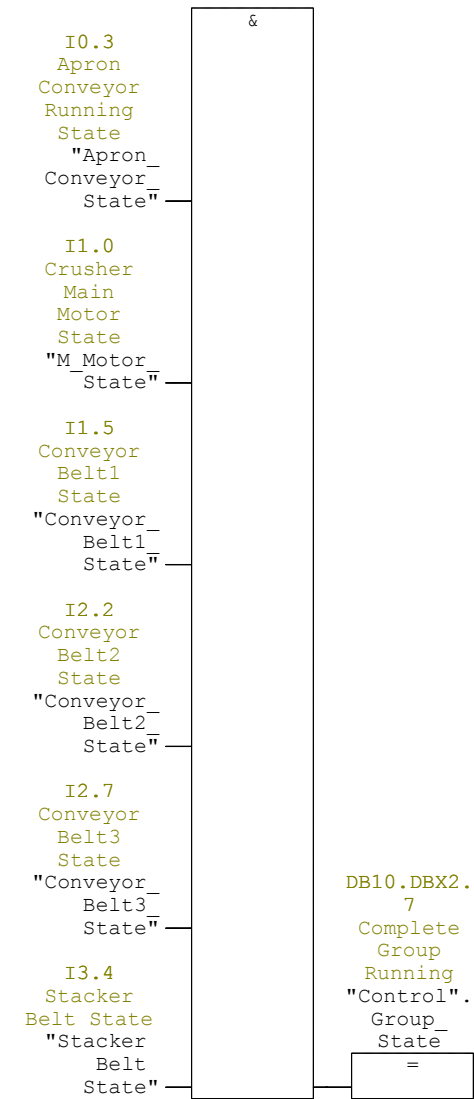 &
I0.3
Apron
Conveyor
Running
State
"Apron_
Conveyor_
State"
I1.0
Crusher
Main
Motor
State
"M_Motor_
State"
I1.5
Conveyor
Belt1
State
"Conveyor_
Belt1_
State"
I2.2
Conveyor
Belt2
State
"Conveyor_
Belt2_
State"
I2.7
Conveyor
Belt3
State
"Conveyor_
Belt3_
State"
I3.4
Stacker
Belt State
"Stacker
Belt
State"
DB10.DBX2.
7
Complete
Group
Running
"Control".
Group_
State
=